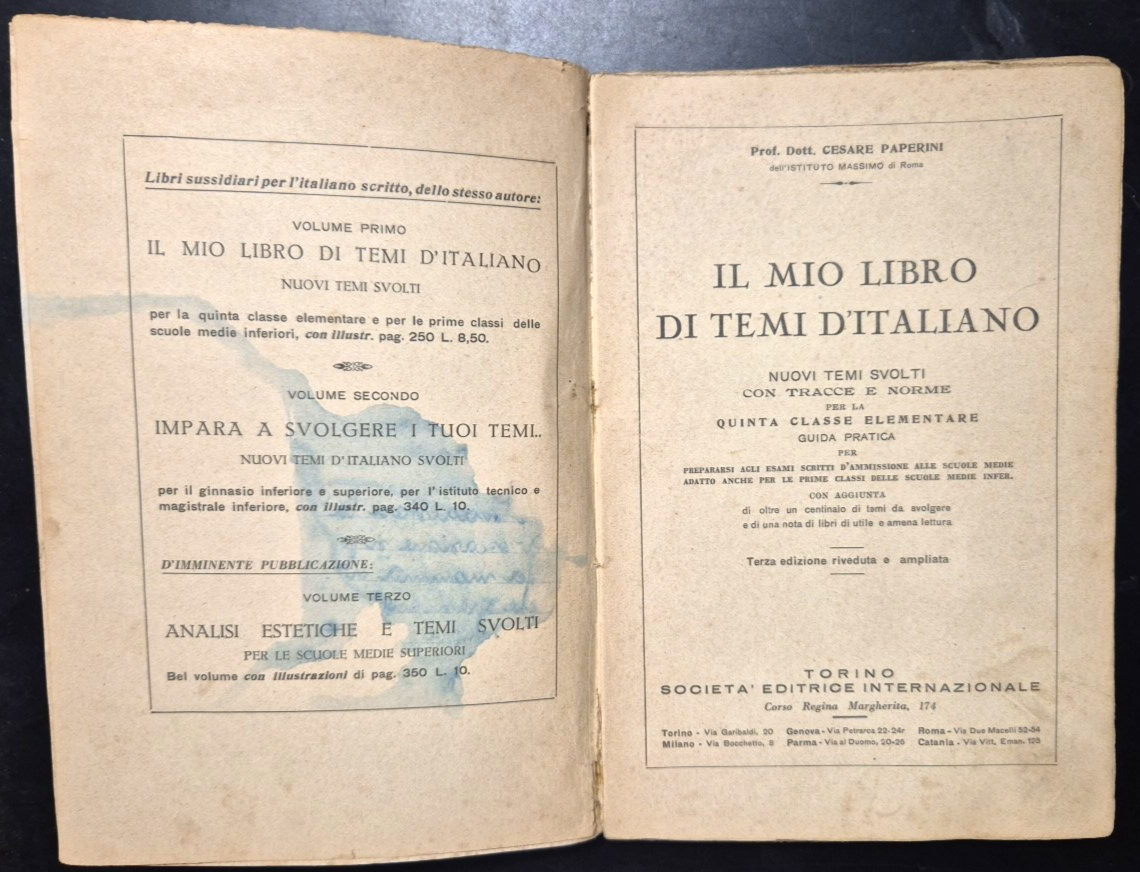 Libri sussidiari per l'italiano scritto, dello stesso autore:
VOLUME PRIMO
IL MIO LIBRO DI TEMI D'ITALIANO
NUOVI TEMI SVOLTI
per la quinta classe elementare e per le prime classi delle
scuole medie inferiori, con illustr. pag. 250 L. 8,50.
VOLUME SECONDO
IMPARA A SVOLGERE I TUOI TEMI..
NUOVI TEMI D'ITALIANO SVOLTI
per il ginnasio inferiore e superiore, per l'istituto tecnico e
magistrale inferiore, con illustr. pag. 340 L. 10.
D'IMMINENTE PUBBLICAZIONE:
VOLUME TERZO
ANALISI ESTETICHE E TEMI SVOLTI
PER LE SCUOLE MEDIE SUPERIORI
Bel volume con illustrazioni di pag. 350 L. 10.
Prof. Dott. CESARE PAPERINI
dell'ISTITUTO MASSIMO di Roma
IL MIO LIBRO
DI TEMI D'ITALIANO
NUOVI TEMI SVOLTI
CON TRACCE E NORME
PER LA
QUINTA CLASSE ELEMENTARE
GUIDA PRATICA
PER
PREPARARSI AGLI ESAMI SCRITTI D'AMMISSIONE ALLE SCUOLE MEDIE
ADATTO ANCHE PER LE PRIME CLASSI DELLE SCUOLE MEDIE INFER.
CON AGGIUNTA
di oltre un centinaio di temi da svolgere
e di una nota di libri di utile e amena lettura
Terza edizione riveduta e ampliata
TORINO
SOCIETA' EDITRICE INTERNAZIONALE
Corso Regina Margherita, 174
Torino - Via Garibaldi, 20 Genova - Via Petrarca 22-24r Roma - Via Due Macelli 52-54
Milano - Via Bocchetto, 8 Parma - Via al Duomo, 20-26 Catania - Via Vitt. Eman. 135